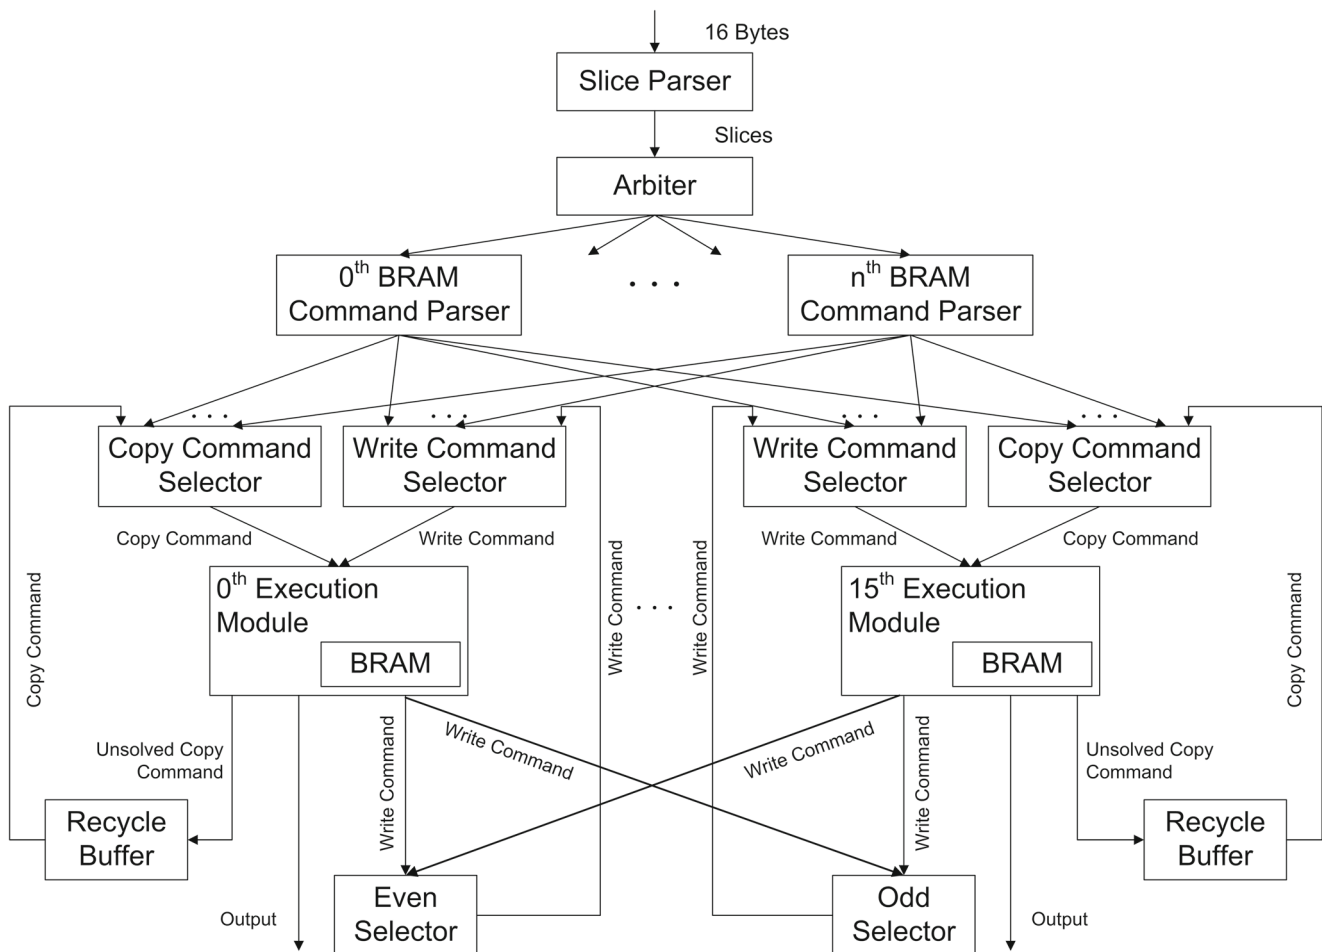 16 Bytes
Slice Parser
Slices
Arbiter
0th BRAM
Command Parser
. . .
nth BRAM
Command Parser
. . .
. . .
. . .
. . .
Copy Command
Selector
Write Command
Selector
Write Command
Selector
Copy Command
Selector
Copy Command
Write Command
Write Command
Copy Command
0th Execution
Module
BRAM
15th Execution
Module
BRAM
Copy Command
Write Command
. . .
Write Command
Copy Command
Unsolved Copy
Command
Write Command
Write Command
Write Command
Write Command
Unsolved Copy
Command
Recycle
Buffer
Recycle
Buffer
Output
Even
Selector
Odd
Selector
Output